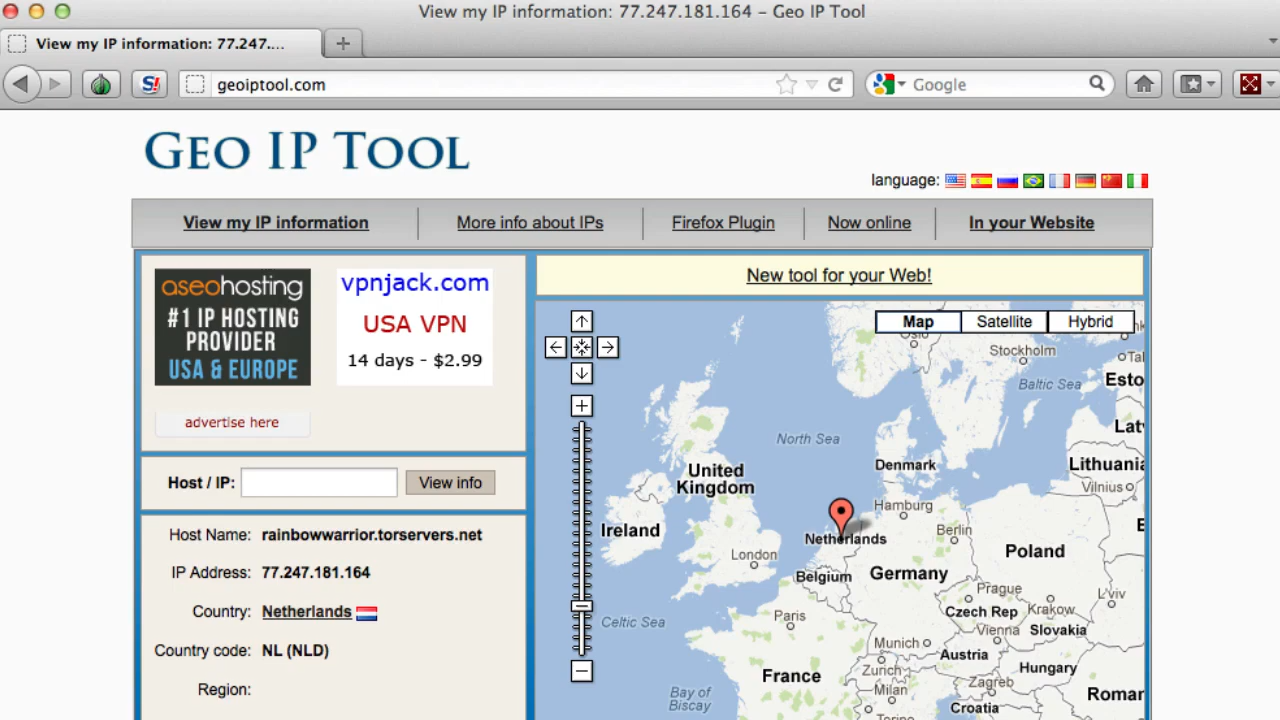 View my IP information: 77.247.181.164 – Geo IP Tool
View my IP information: 77.247....
S!
geoiptool.com
Google
Geo IP Tool
language:
View my IP information
More info about IPs
Firefox Plugin
Now online
In your Website
aseohosting
#1 IP HOSTING
PROVIDER
USA & EUROPE
vpnjack.com
USA VPN
14 days - $2.99
advertise here
Host / IP:
View info
Host Name: rainbowwarrior.torservers.net
IP Address: 77.247.181.164
Country: Netherlands
Country code: NL (NLD)
Region:
New tool for your Web!
Map
Satellite
Hybrid
Oslo
Stockholm
Tal
Baltic Sea
Esto
North Sea
Latv
Denmark
Lithuania
United
Kingdom
Vilnius
Hamburg
Ireland
Netherlands
Berlin
E
London
Poland
Belgium
Germany
Prague
L'viv
Paris
Czech Rep
Krakow
Celtic Sea
Vienna
Slovakia
Munich
Austria
Zurich
Hungary
France
Zagreb
Milan
Romar
Bay of
Biscay
Croatia